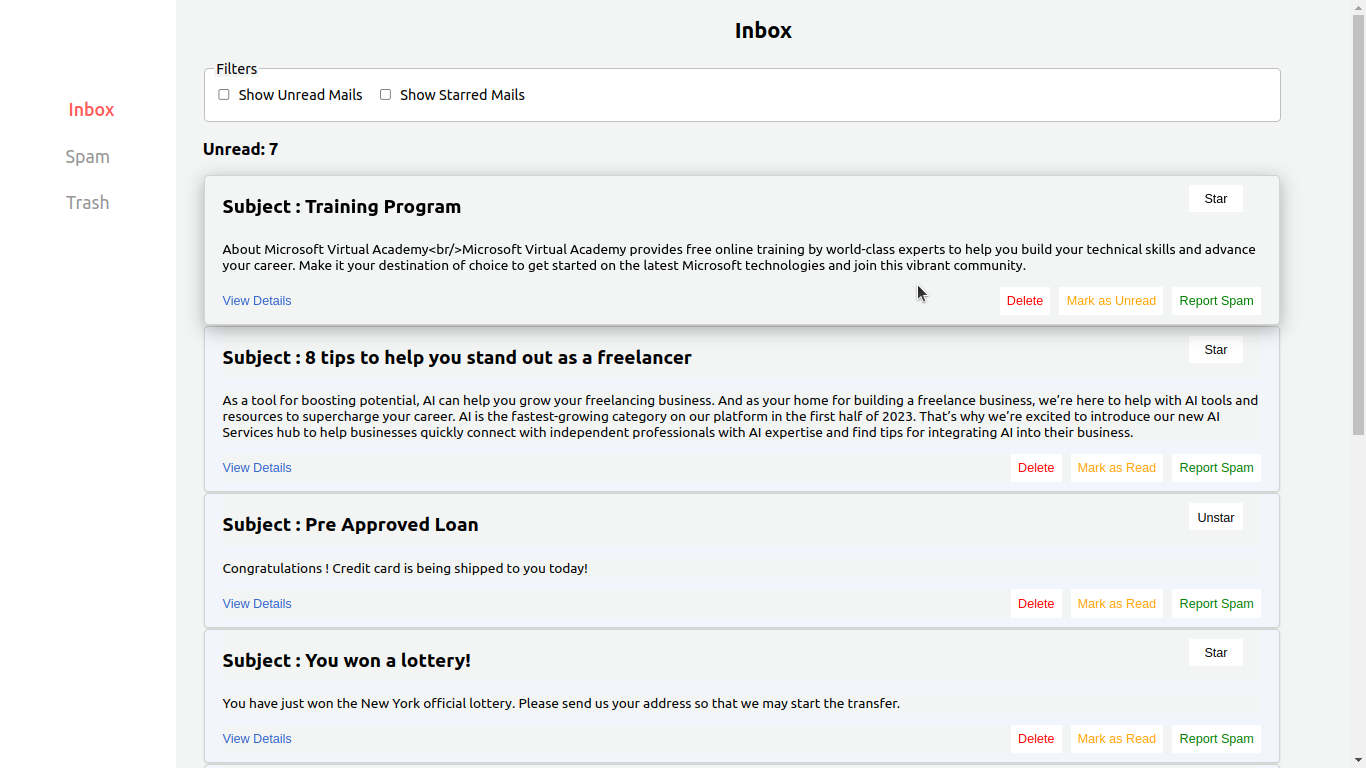 Inbox
Filters
Show Unread Mails Show Starred Mails
Inbox
Spam
Trash
Unread: 7
Subject : Training Program
Star
About Microsoft Virtual Academy<br/>Microsoft Virtual Academy provides free online training by world-class experts to help you build your technical skills and advance
your career. Make it your destination of choice to get started on the latest Microsoft technologies and join this vibrant community.
View Details Delete Mark as Unread Report Spam
Subject : 8 tips to help you stand out as a freelancer
Star
As a tool for boosting potential, AI can help you grow your freelancing business. And as your home for building a freelance business, we’re here to help with AI tools and
resources to supercharge your career. AI is the fastest-growing category on our platform in the first half of 2023. That’s why we’re excited to introduce our new AI
Services hub to help businesses quickly connect with independent professionals with AI expertise and find tips for integrating AI into their business.
View Details Delete Mark as Read Report Spam
Subject : Pre Approved Loan
Unstar
Congratulations ! Credit card is being shipped to you today!
View Details Delete Mark as Read Report Spam
Subject : You won a lottery!
Star
You have just won the New York official lottery. Please send us your address so that we may start the transfer.
View Details Delete Mark as Read Report Spam